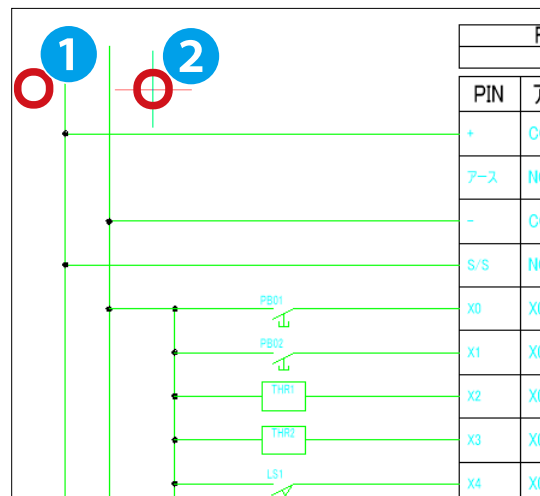 1
2
PIN
+
アース
-
S/S
PB01
X0
PB02
X1
THR1
X2
THR2
X3
LS1
X4